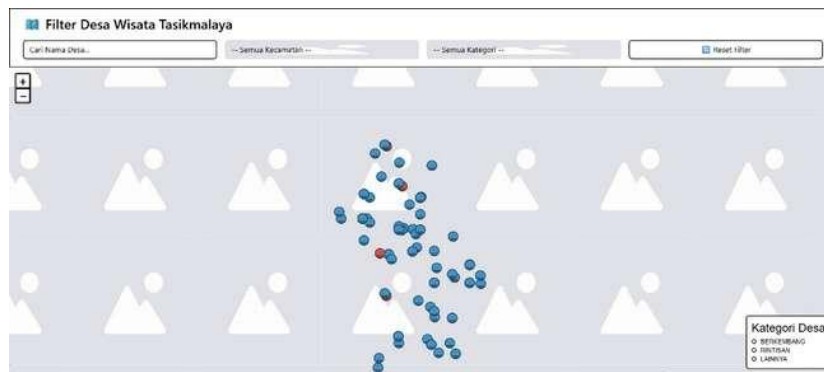 Filter Desa Wisata Tasikmalaya
Cari Nama Desa...
-- Semua Kecamatan --
-- Semua Kategori --
Reset Filter
+
−
Kategori Desa
BERKEMBANG
RINTISAN
LAINNYA